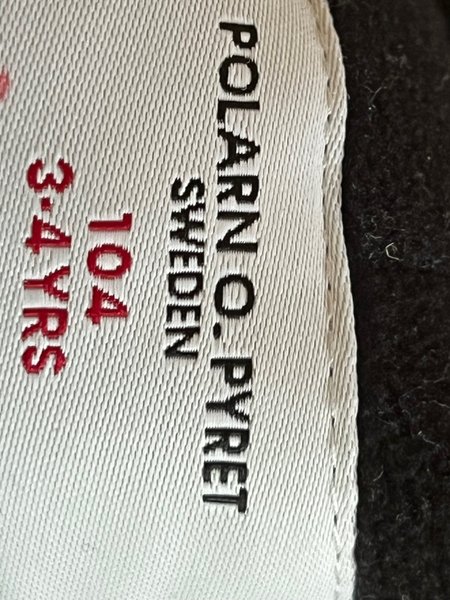 POLARN O. PYRET
SWEDEN
104
3-4 YRS